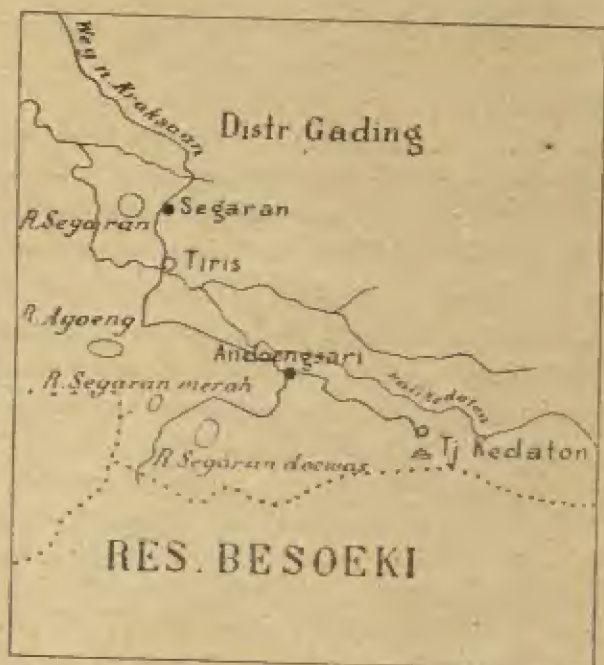 Weg n. Kraksaan
Distr Gading
Segaran
R. Segaran
Tiris
R. Agoeng
Andoengsari
R. Segaran merah
R. Segaran doewas
Tj Kedaton
RES. BESOEKI